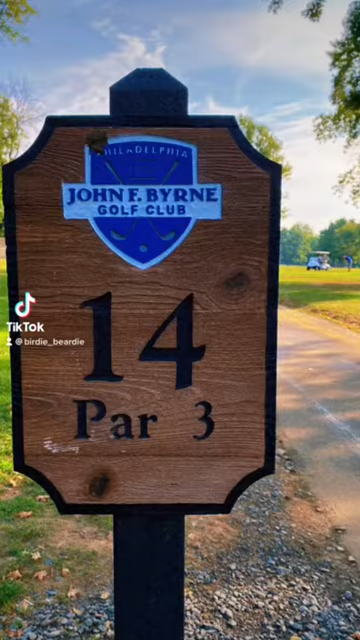 PHILADELPHIA
JOHN F. BYRNE
GOLF CLUB
14
Par 3
TikTok
@birdie_beardie